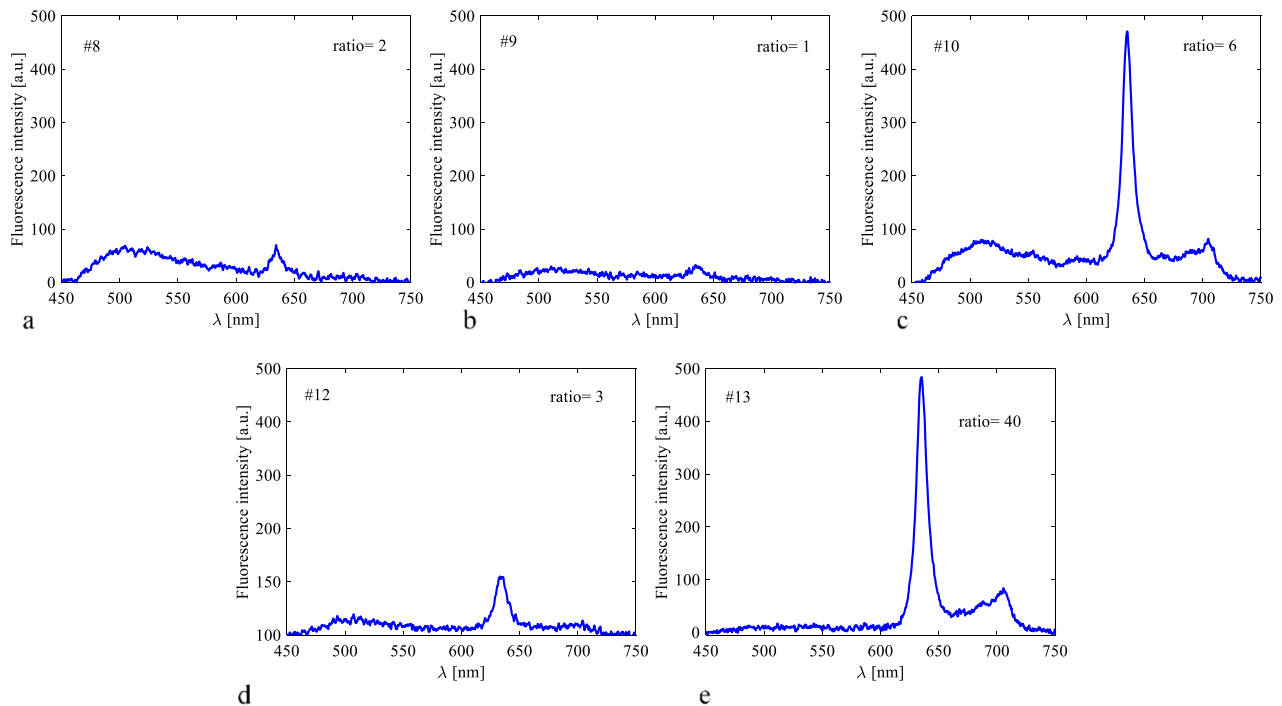 #8
ratio= 2
Fluorescence intensity [a.u.]
500
400
300
200
100
0
450 500 550 600 650 700 750
λ [nm]
a
#9
ratio= 1
Fluorescence intensity [a.u.]
500
400
300
200
100
0
450 500 550 600 650 700 750
λ [nm]
b
#10
ratio= 6
Fluorescence intensity [a.u.]
500
400
300
200
100
0
450 500 550 600 650 700 750
λ [nm]
c
#12
ratio= 3
Fluorescence intensity [a.u.]
500
400
300
200
150
100
450 500 550 600 650 700 750
λ [nm]
d
#13
ratio= 40
Fluorescence intensity [a.u.]
500
400
300
200
100
0
450 500 550 600 650 700 750
λ [nm]
e